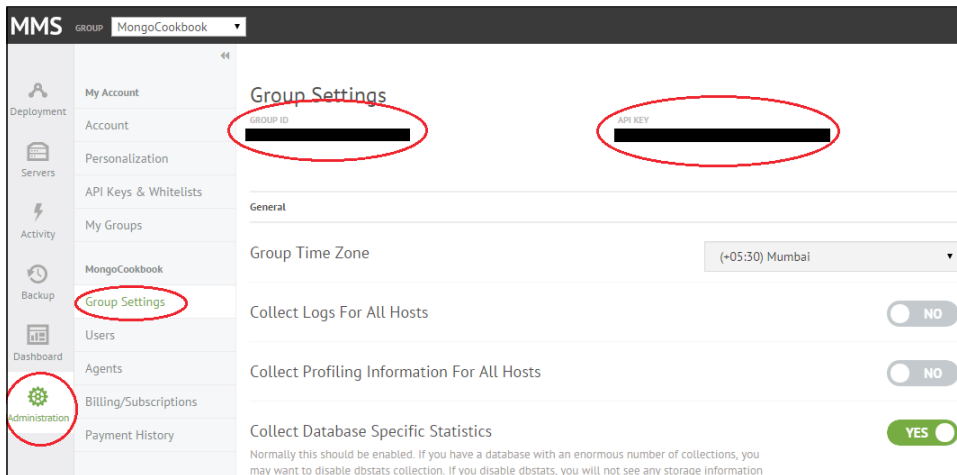 MMS GROUP MongoCookbook
Deployment
Servers
Activity
Backup
Dashboard
Administration
My Account
Account
Personalization
API Keys & Whitelists
My Groups
MongoCookbook
Group Settings
Users
Agents
Billing/Subscriptions
Payment History
Group Settings
GROUP ID
API KEY
General
Group Time Zone
(+05:30) Mumbai
Collect Logs For All Hosts
NO
Collect Profiling Information For All Hosts
NO
Collect Database Specific Statistics
YES
Normally this should be enabled. If you have a database with an enormous number of collections, you
may want to disable dbstats collection. If you disable dbstats, you will not see any storage information